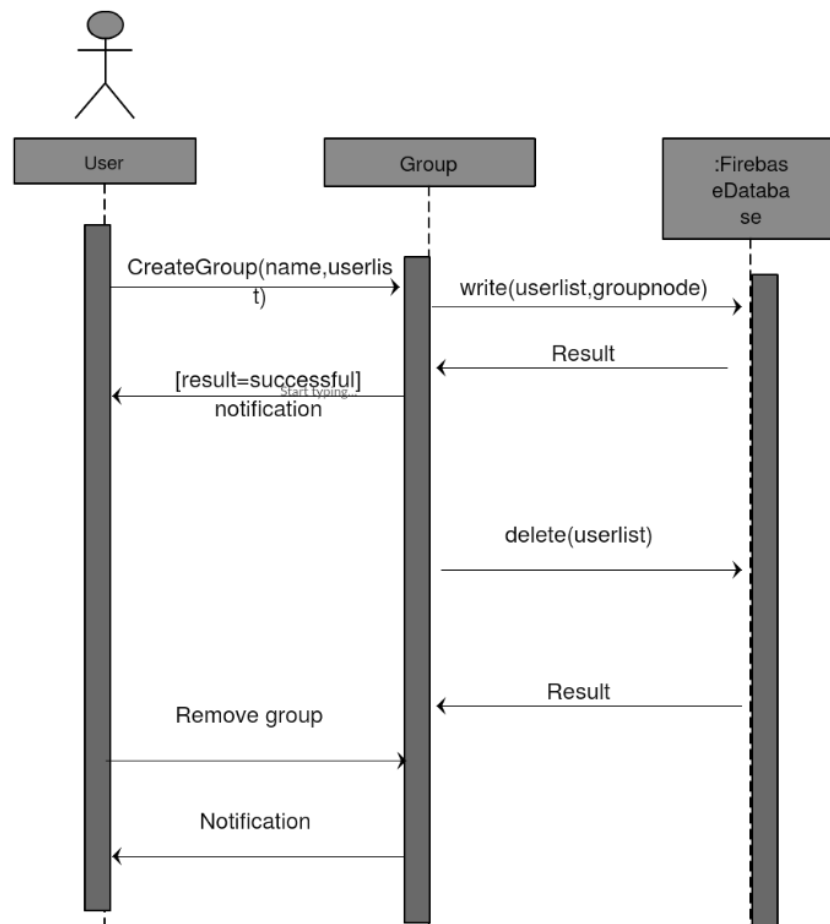 User
Group
:Firebas
eDataba
se
CreateGroup(name,userlis
t)
write(userlist,groupnode)
Result
[result=successful]
Start typing...
notification
delete(userlist)
Result
Remove group
Notification